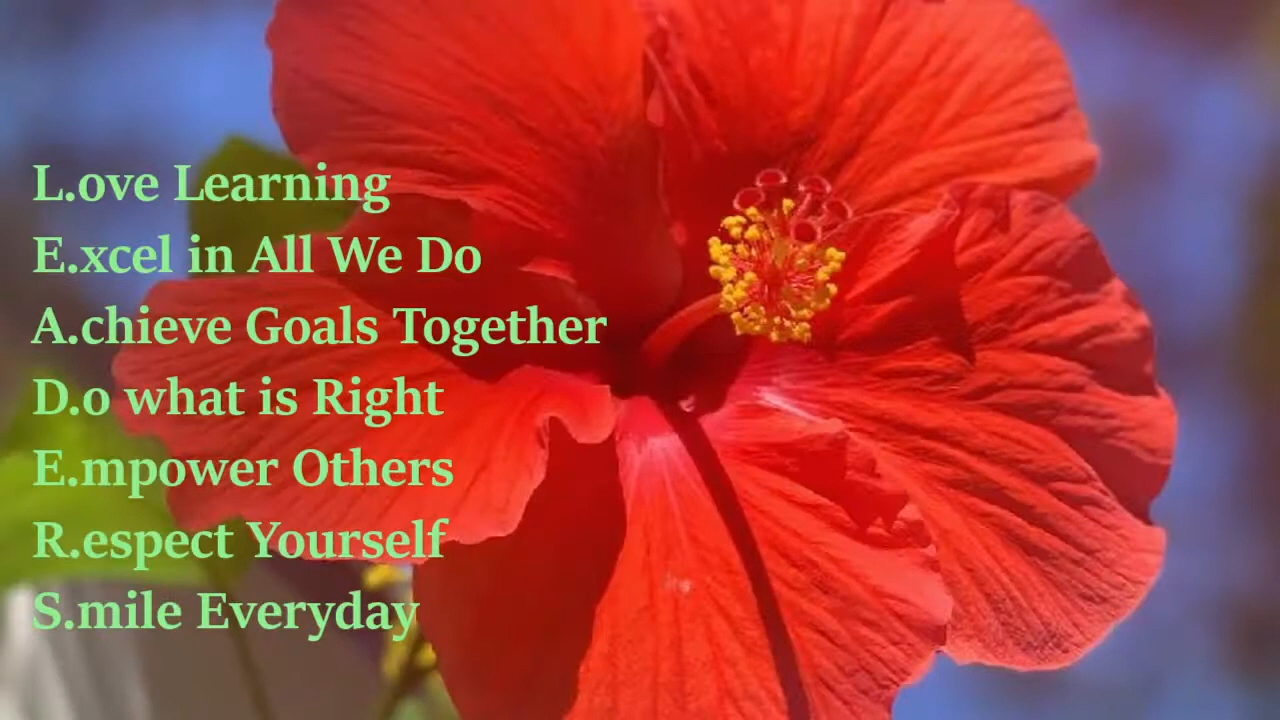 L.ove Learning
E.xcel in All We Do
A.chieve Goals Together
D.o what is Right
E.mpower Others
R.espect Yourself
S.mile Everyday